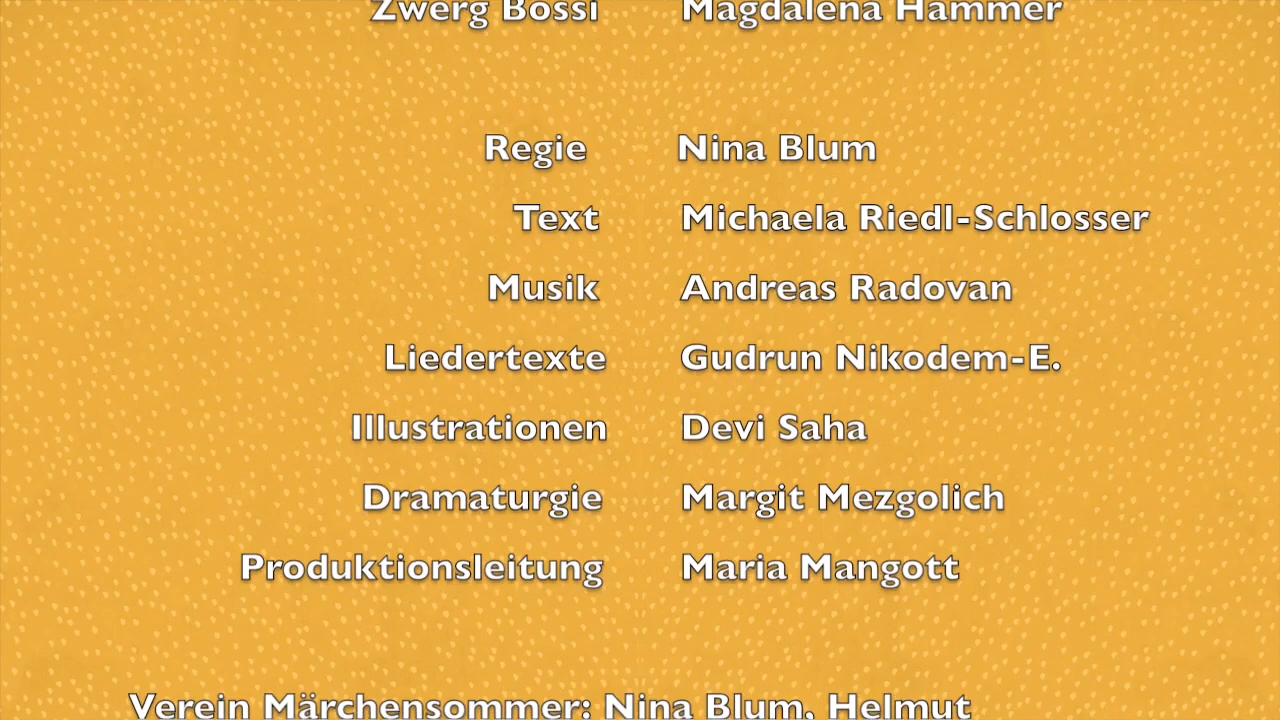 Zwerg Bossi Magdalena Hammer
Regie Nina Blum
Text Michaela Riedl-Schlosser
Musik Andreas Radovan
Liedertexte Gudrun Nikodem-E.
Illustrationen Devi Saha
Dramaturgie Margit Mezgolich
Produktionsleitung Maria Mangott
Verein Märchensommer: Nina Blum, Helmut